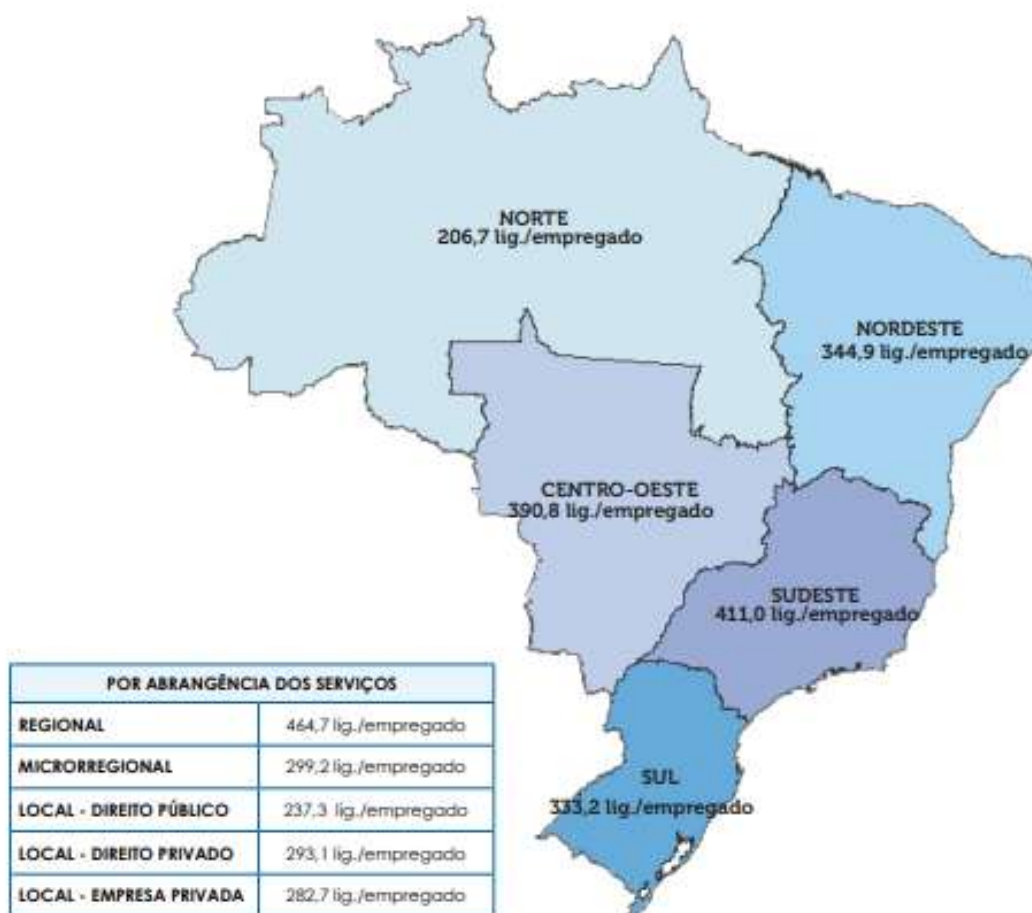 NORTE
206,7 lig./empregado
NORDESTE
344,9 lig./empregado
CENTRO-OESTE
390,8 lig./empregado
SUDESTE
411,0 lig./empregado
SUL
333,2 lig./empregado
POR ABRANGÊNCIA DOS SERVIÇOS
REGIONAL 464,7 lig./empregado
MICRORREGIONAL 299,2 lig./empregado
LOCAL - DIREITO PÚBLICO 237,3 lig./empregado
LOCAL - DIREITO PRIVADO 293,1 lig./empregado
LOCAL - EMPRESA PRIVADA 282,7 lig./empregado